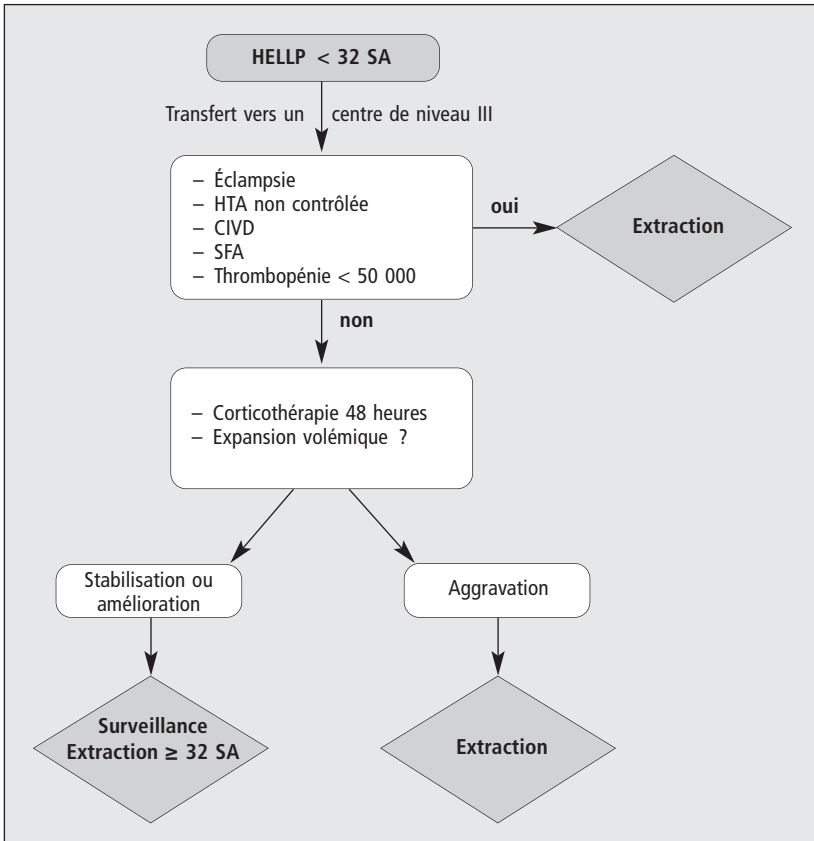 HELLP < 32 SA
Transfert vers un centre de niveau III
– Éclampsie
– HTA non contrôlée
– CIVD
– SFA
– Thrombopénie < 50 000
oui
Extraction
non
– Corticothérapie 48 heures
– Expansion volémique ?
Stabilisation ou
amélioration
Aggravation
Surveillance
Extraction ≥ 32 SA
Extraction